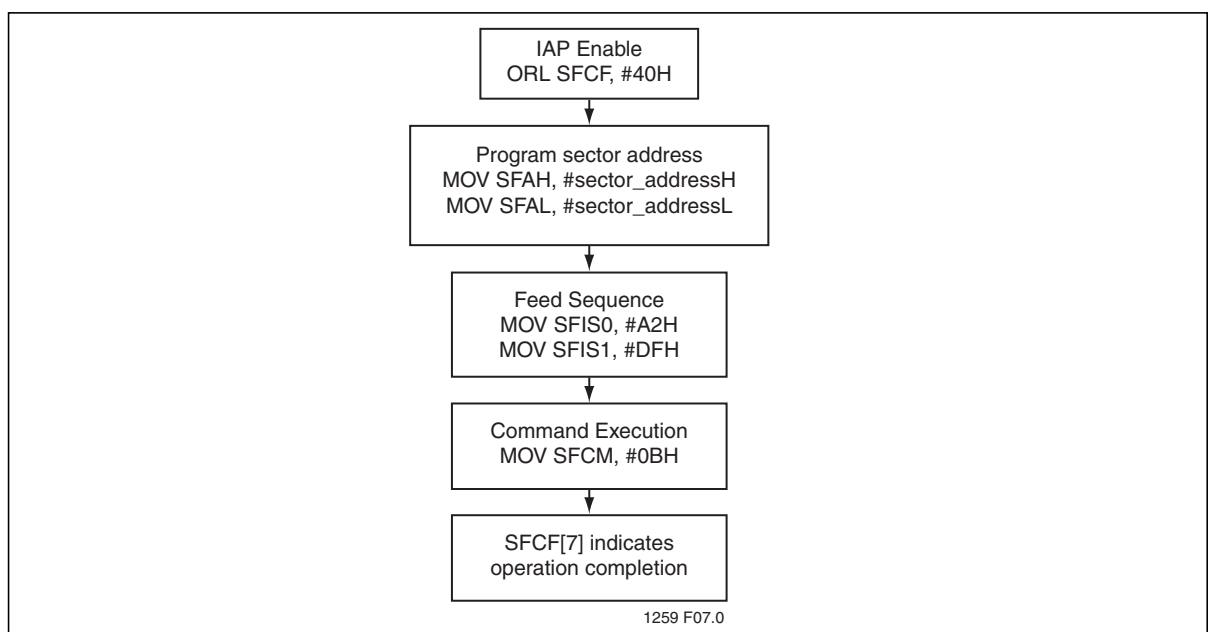 IAP Enable
ORL SFCF, #40H
Program sector address
MOV SFAH, #sector_addressH
MOV SFAL, #sector_addressL
Feed Sequence
MOV SFIS0, #A2H
MOV SFIS1, #DFH
Command Execution
MOV SFCM, #0BH
SFCF[7] indicates
operation completion
1259 F07.0